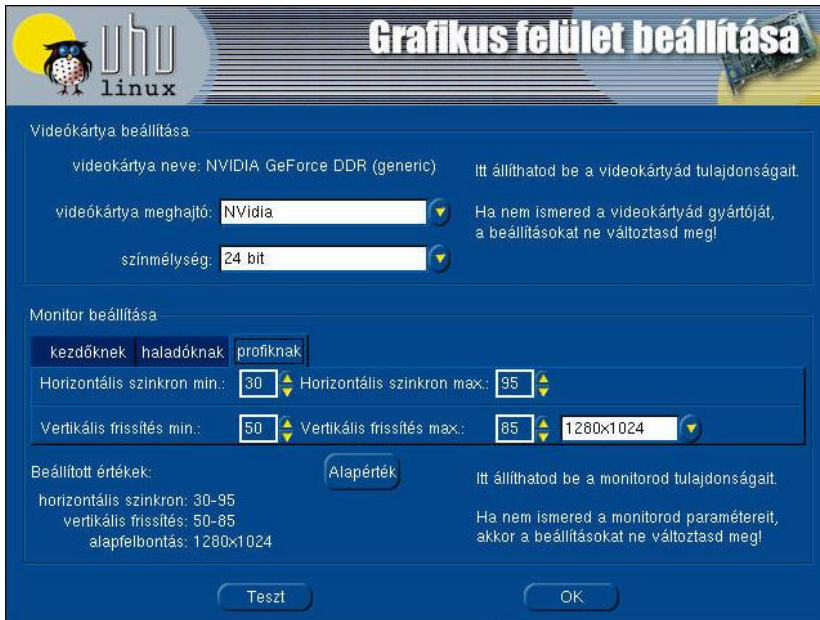 uhu
linux
Grafikus felület beállítása
Videókártya beállítása
videokártya neve: NVIDIA GeForce DDR (generic)
Itt állíthatod be a videokártyád tulajdonságait.
videókártya meghajtó: NVidia
Ha nem ismered a videokártyád gyártóját,
a beállításokat ne változtasd meg!
színmélység: 24 bit
Monitor beállítása
kezdőknek haladóknak profiknak
Horizontális szinkron min.: 30 Horizontális szinkron max.: 95
Vertikális frissítés min.: 50 Vertikális frissítés max.: 85 1280x1024
Beállított értékek:
Alapérték
Itt állíthatod be a monitorod tulajdonságait.
horizontális szinkron: 30-95
vertikális frissítés: 50-85
alapfelbontás: 1280x1024
Ha nem ismered a monitorod paramétereit,
akkor a beállításokat ne változtasd meg!
Teszt
OK